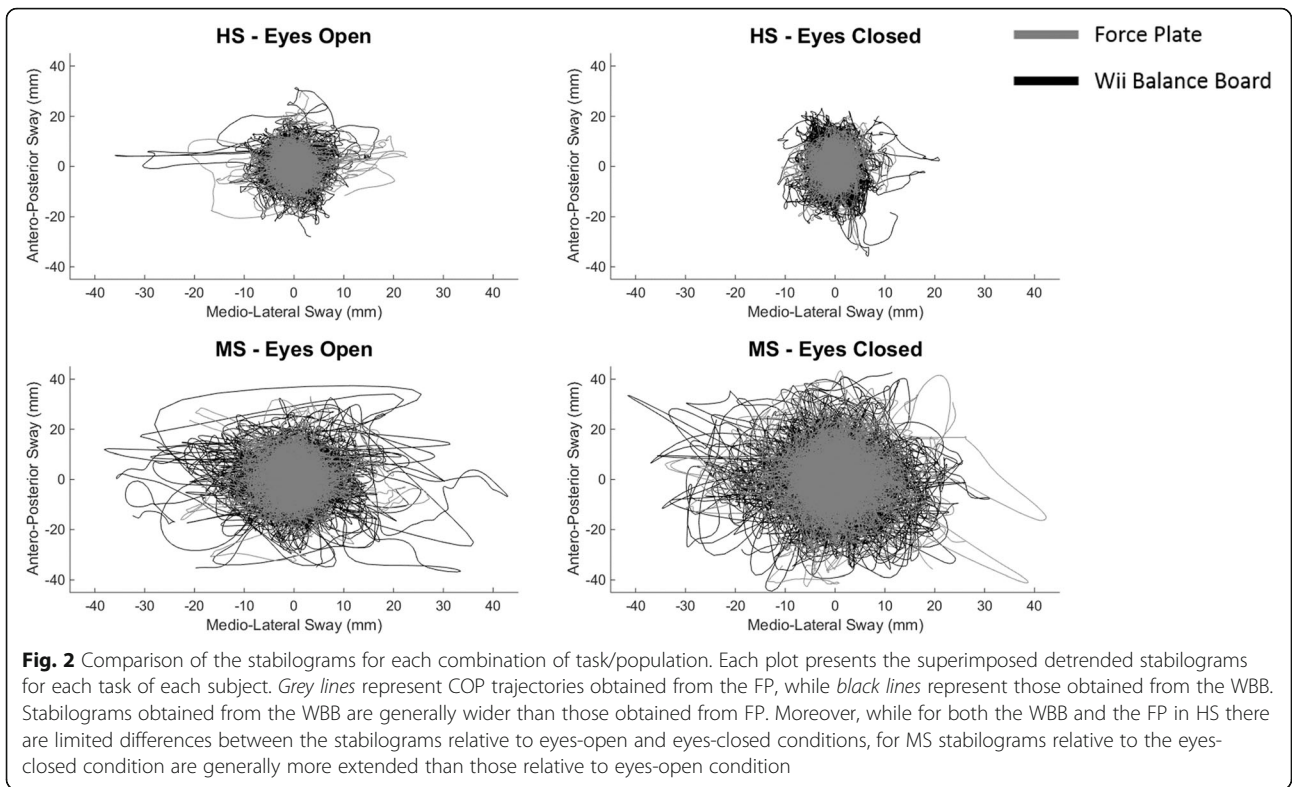 HS - Eyes Open
HS - Eyes Closed
Force Plate
Wii Balance Board
Antero-Posterior Sway (mm)
40
20
0
-20
-40
-40 -30 -20 -10 0 10 20 30 40
Medio-Lateral Sway (mm)
Antero-Posterior Sway (mm)
40
20
0
-20
-40
-40 -30 -20 -10 0 10 20 30 40
Medio-Lateral Sway (mm)
MS - Eyes Open
MS - Eyes Closed
Antero-Posterior Sway (mm)
40
20
0
-20
-40
-40 -30 -20 -10 0 10 20 30 40
Medio-Lateral Sway (mm)
Antero-Posterior Sway (mm)
40
20
0
-20
-40
-40 -30 -20 -10 0 10 20 30 40
Medio-Lateral Sway (mm)
Fig. 2 Comparison of the stabilograms for each combination of task/population. Each plot presents the superimposed detrended stabilograms
for each task of each subject. Grey lines represent COP trajectories obtained from the FP, while black lines represent those obtained from the WBB.
Stabilograms obtained from the WBB are generally wider than those obtained from FP. Moreover, while for both the WBB and the FP in HS there
are limited differences between the stabilograms relative to eyes-open and eyes-closed conditions, for MS stabilograms relative to the eyes-
closed condition are generally more extended than those relative to eyes-open condition